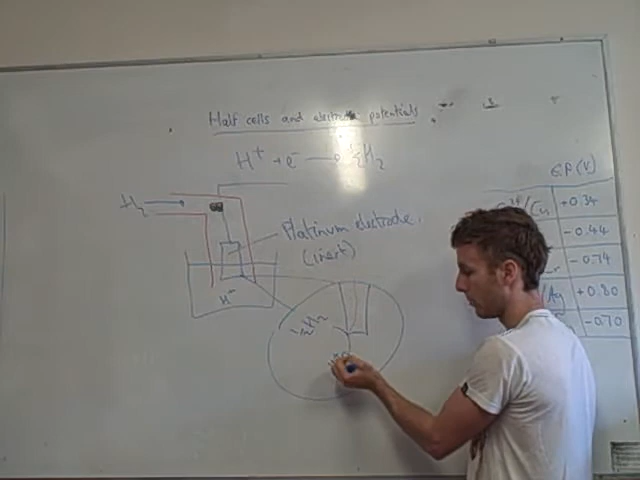 Half cells and electrode potentials
H⁺ + e⁻ → ½H₂
E.P (V)
H₂
Platinum electrode.
(inert)
+0.34
-0.44
-0.74
/Ag +0.80
-0.70
H⁺